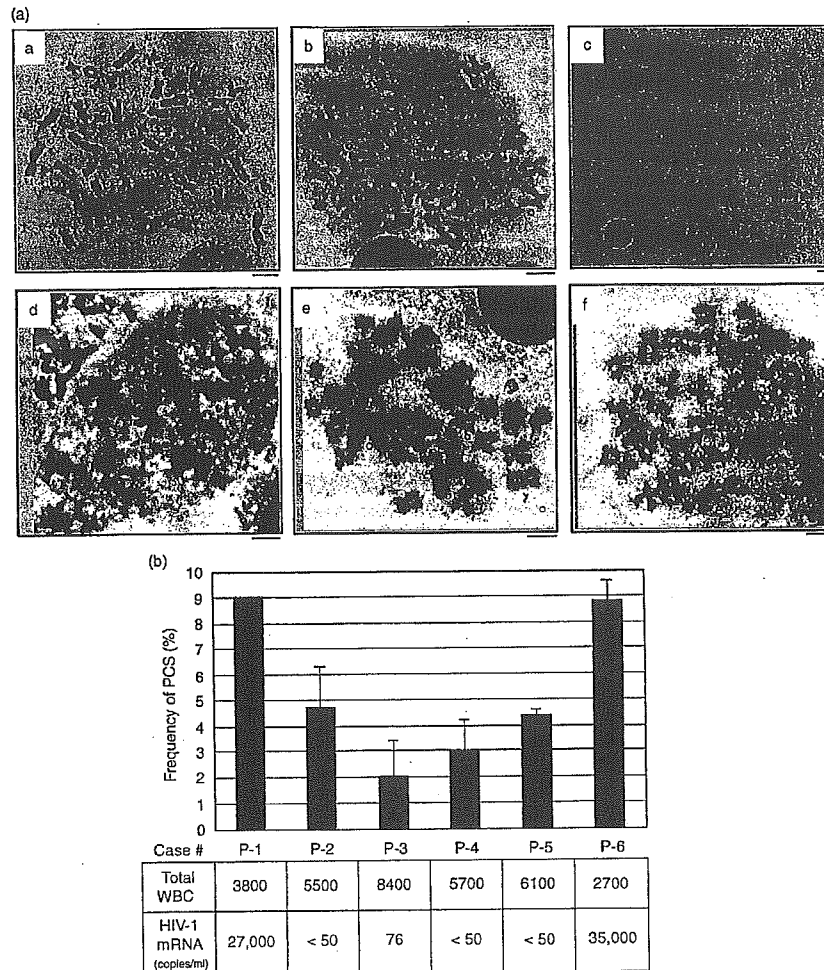 (a)
a
b
c
d
e
f
(b)
Frequency of PCS (%)
10
9
8
7
6
5
4
3
2
1
0
Case # P-1 P-2 P-3 P-4 P-5 P-6
Total WBC 3800 5500 8400 5700 6100 2700
HIV-1 mRNA (coples/ml) 27,000 < 50 76 < 50 < 50 35,000